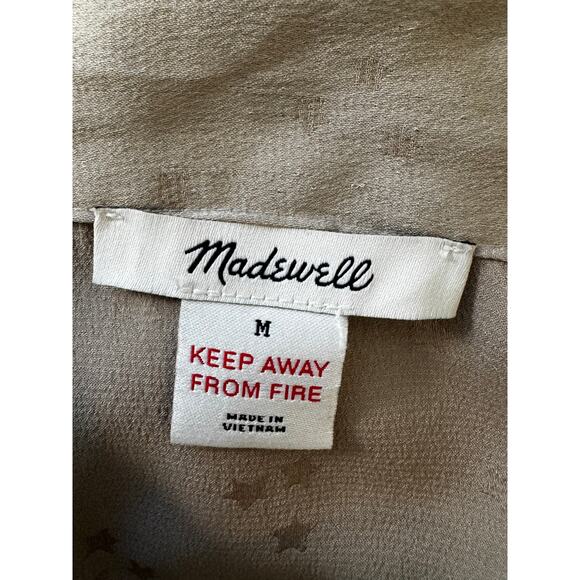 Madewell
M
KEEP AWAY
FROM FIRE
MADE IN
VIETNAM